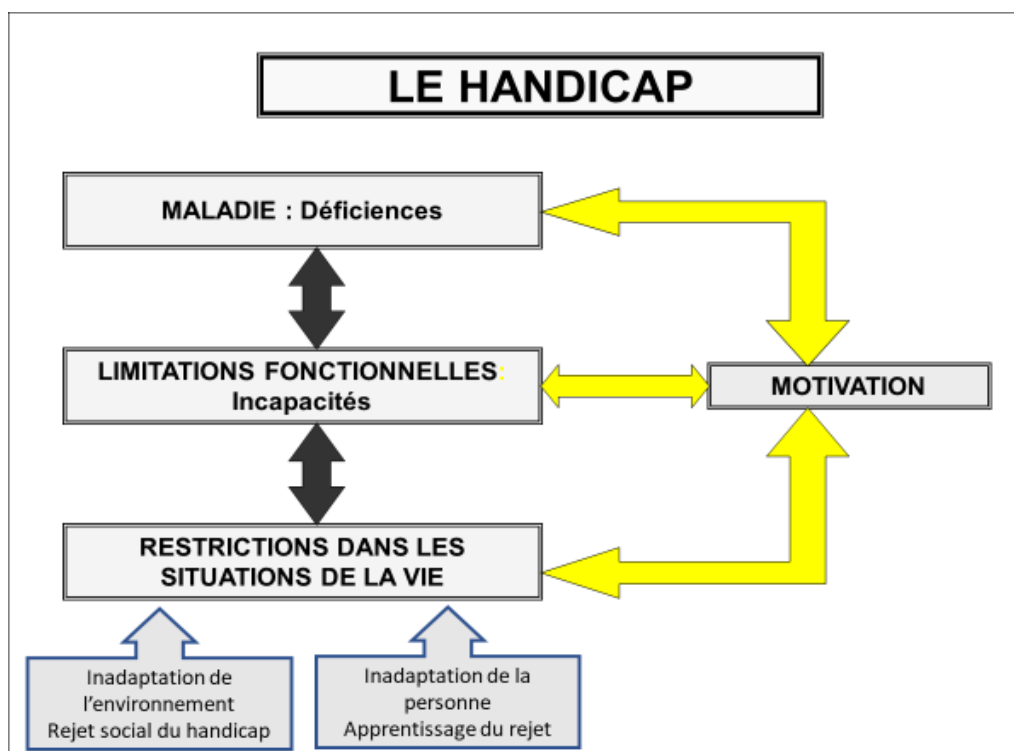 LE HANDICAP
MALADIE : Déficiences
LIMITATIONS FONCTIONNELLES:
Incapacités
MOTIVATION
RESTRICTIONS DANS LES
SITUATIONS DE LA VIE
Inadaptation de
l'environnement
Rejet social du handicap
Inadaptation de la
personne
Apprentissage du rejet